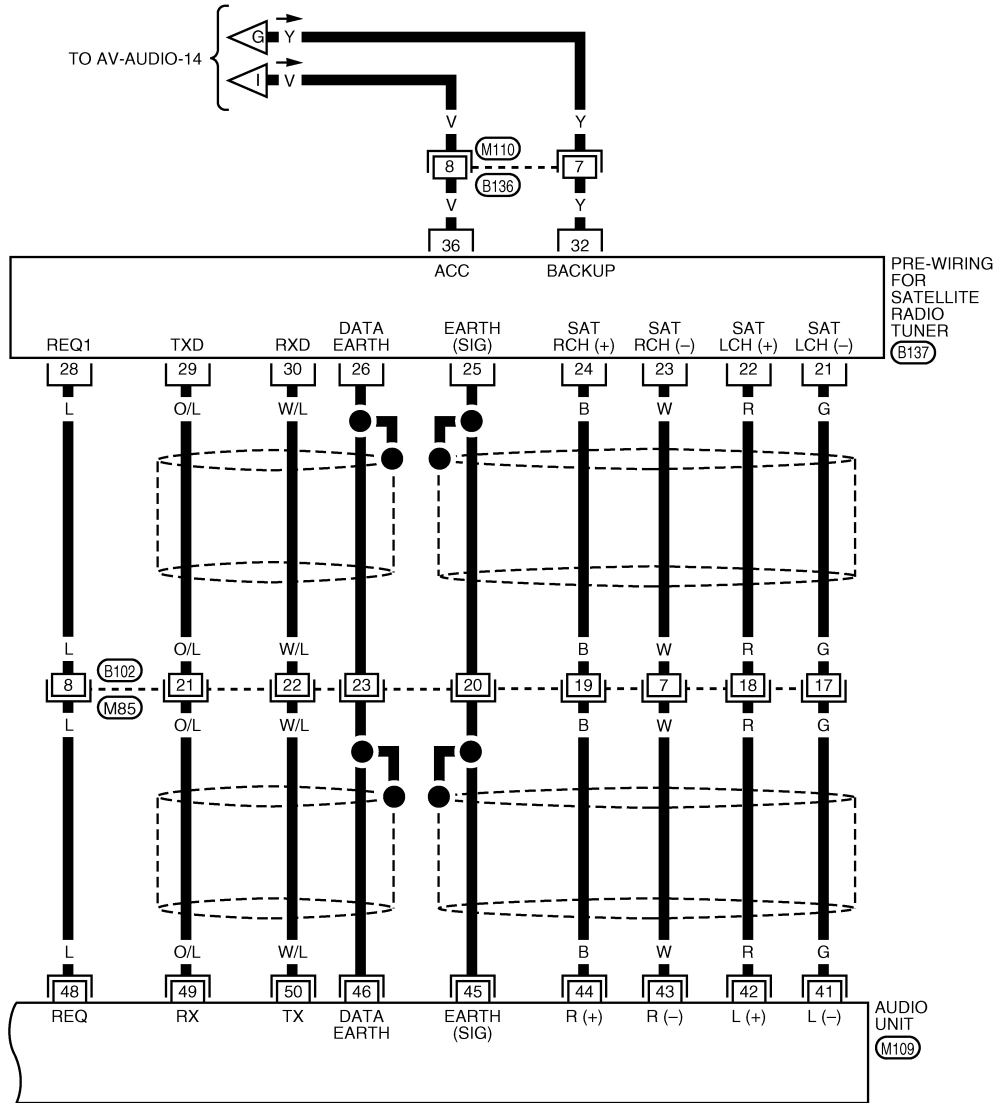 G Y
TO AV-AUDIO-14
I V
V Y
8 M110 7
B136
V Y
36 32
ACC BACKUP
PRE-WIRING
FOR
SATELLITE
RADIO
TUNER
B137
REQ1 TXD RXD DATA EARTH EARTH (SIG) SAT RCH (+) SAT RCH (–) SAT LCH (+) SAT LCH (–)
28 29 30 26 25 24 23 22 21
L O/L W/L B W R G
L O/L W/L B W R G
B102
8 21 22 23 20 19 7 18 17
M85
L O/L W/L B W R G
L O/L W/L B W R G
48 49 50 46 45 44 43 42 41
REQ RX TX DATA EARTH EARTH (SIG) R (+) R (–) L (+) L (–)
AUDIO
UNIT
M109